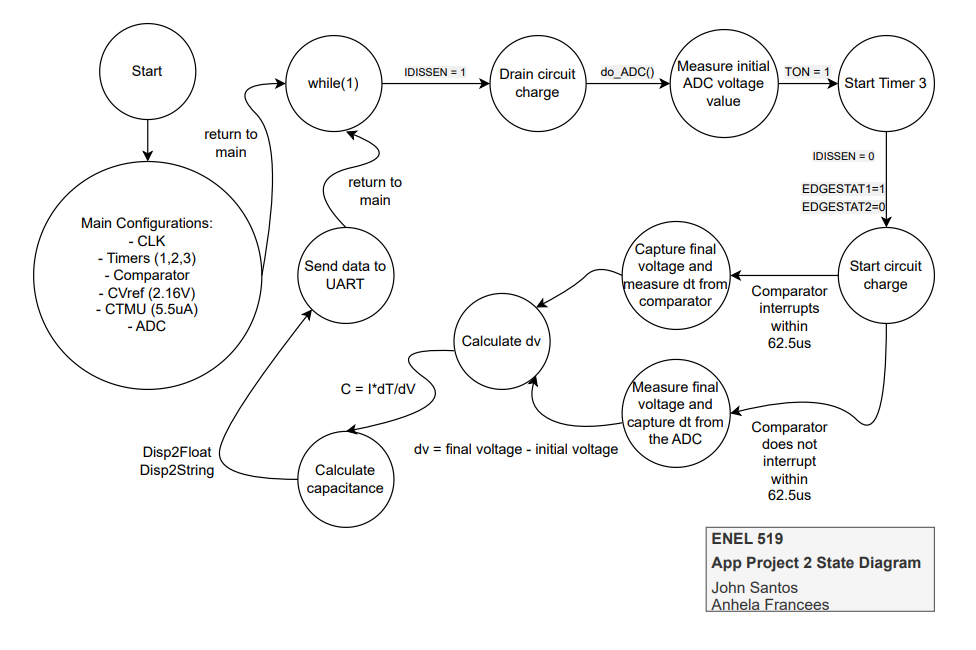 Start
while(1)
IDISSEN = 1
Drain circuit
charge
do_ADC()
Measure initial
ADC voltage
value
TON = 1
Start Timer 3
return to
main
IDISSEN = 0
EDGESTAT1=1
EDGESTAT2=0
return to
main
Main Configurations:
- CLK
- Timers (1,2,3)
- Comparator
- CVref (2.16V)
- CTMU (5.5uA)
- ADC
Send data to
UART
Capture final
voltage and
measure dt from
comparator
Start circuit
charge
Comparator
interrupts
within
62.5us
Calculate dv
C = I*dT/dV
Measure final
voltage and
capture dt from
the ADC
Comparator
does not
interrupt
within
62.5us
dv = final voltage - initial voltage
Disp2Float
Disp2String
Calculate
capacitance
ENEL 519
App Project 2 State Diagram
John Santos
Anhela Francees